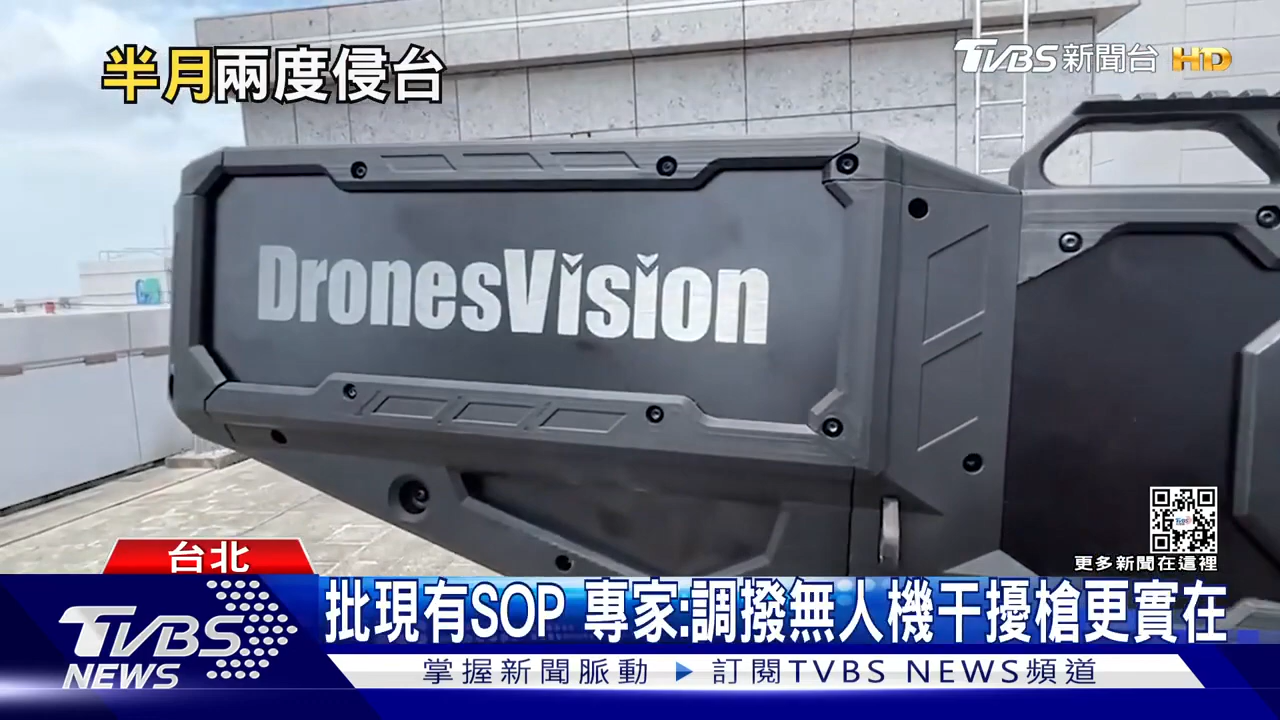 半月兩度侵台
TVBS新聞台 HD
DronesVision
更多新聞在這裡
台北
批現有SOP 專家:調撥無人機干擾槍更實在
TVBS NEWS
掌握新聞脈動 ▶ 訂閱TVBS NEWS頻道